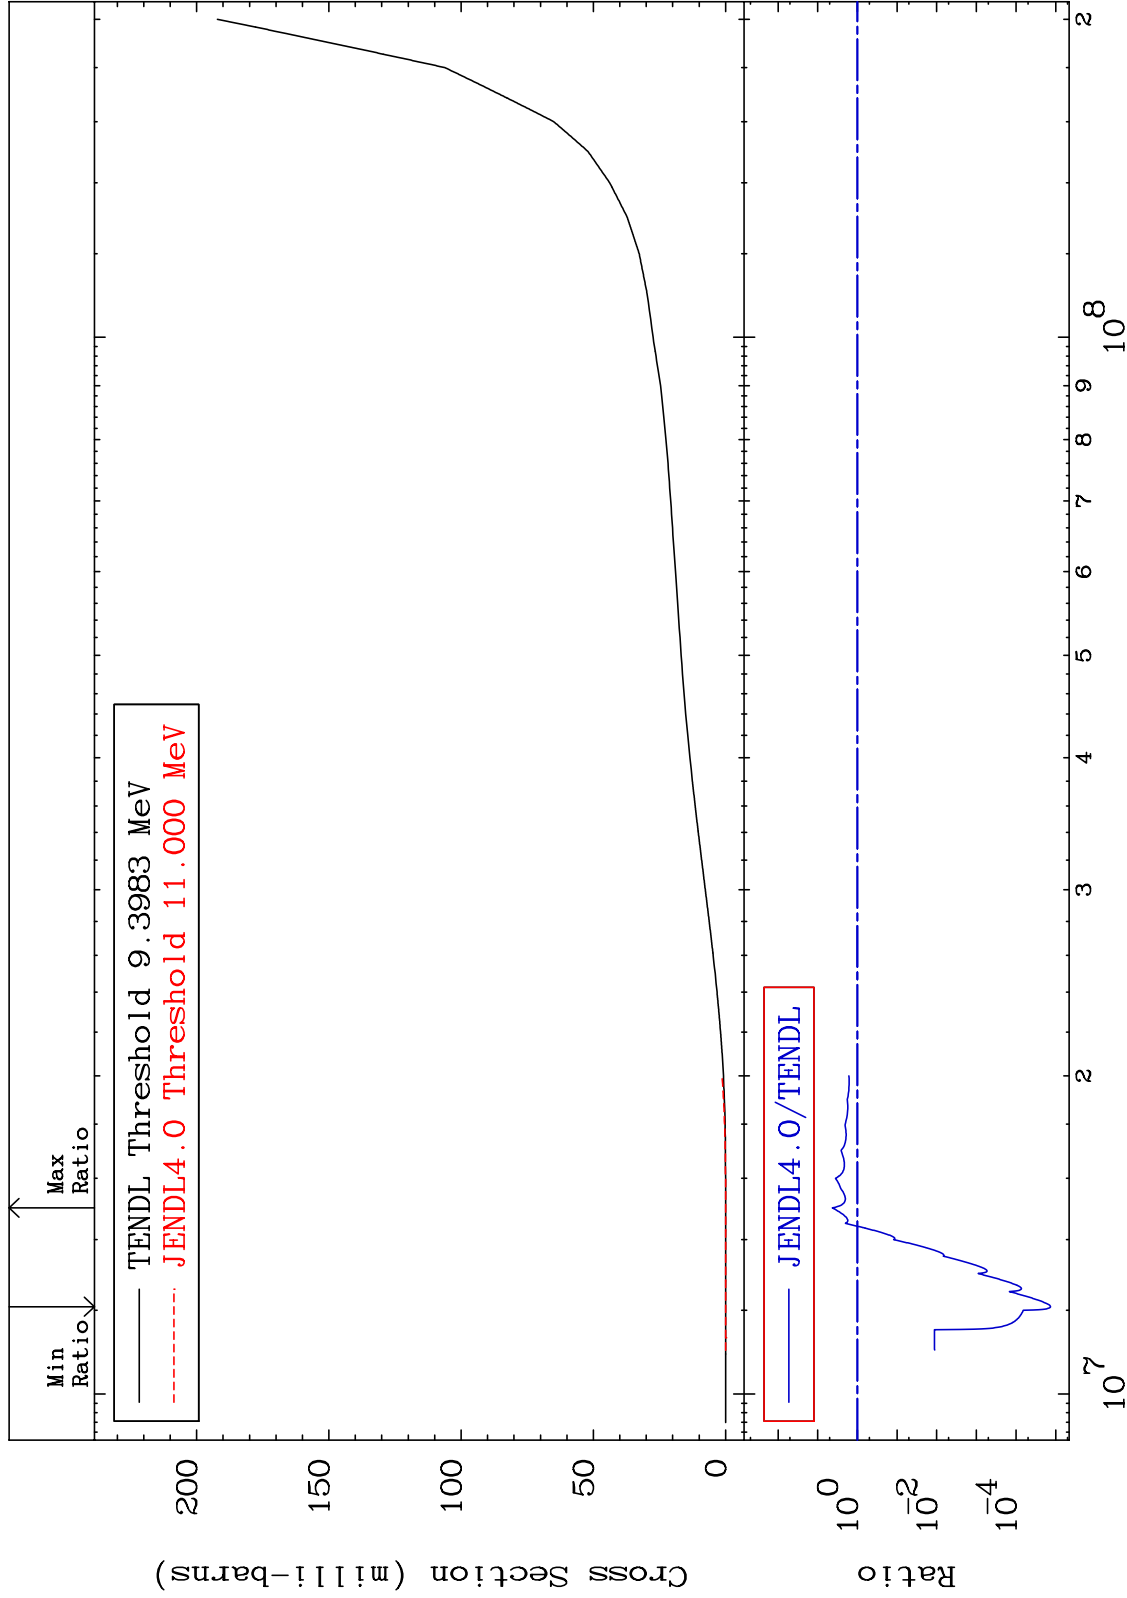 Min
Ratio
Max
Ratio
TENDL Threshold 9.3983 MeV
JENDL4.0 Threshold 11.000 MeV
200
150
100
50
0
Cross Section (milli-barns)
JENDL4.0/TENDL
10^0
10^-2
10^-4
Ratio
10^7
2
3
4
5
6
7
8
9
10^8
2